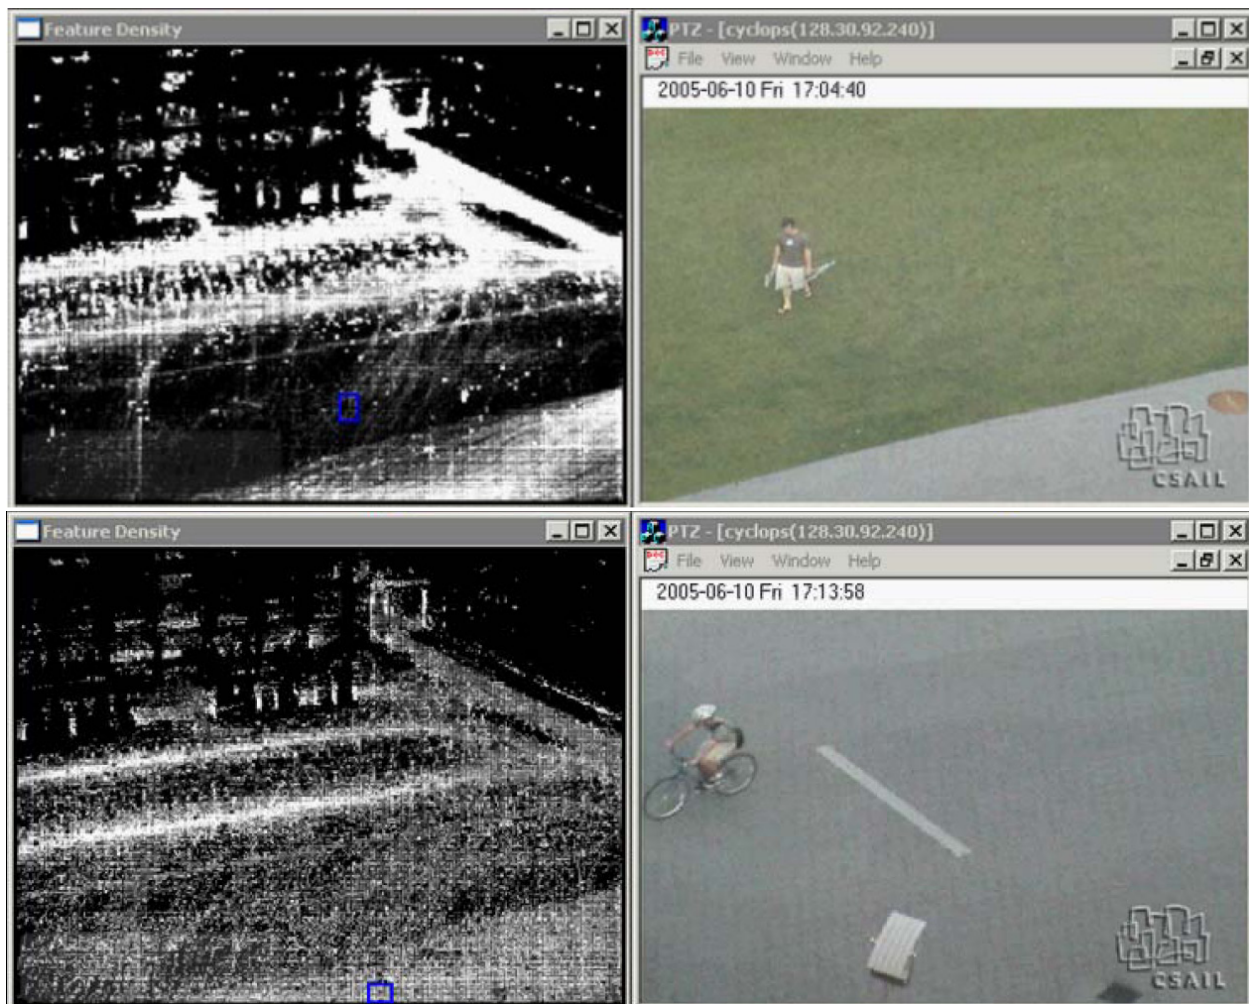 Feature Density
PTZ - [cyclops(128.30.92.240)]
File View Window Help
2005-06-10 Fri 17:04:40
CSAIL
Feature Density
PTZ - [cyclops(128.30.92.240)]
File View Window Help
2005-06-10 Fri 17:13:58
CSAIL